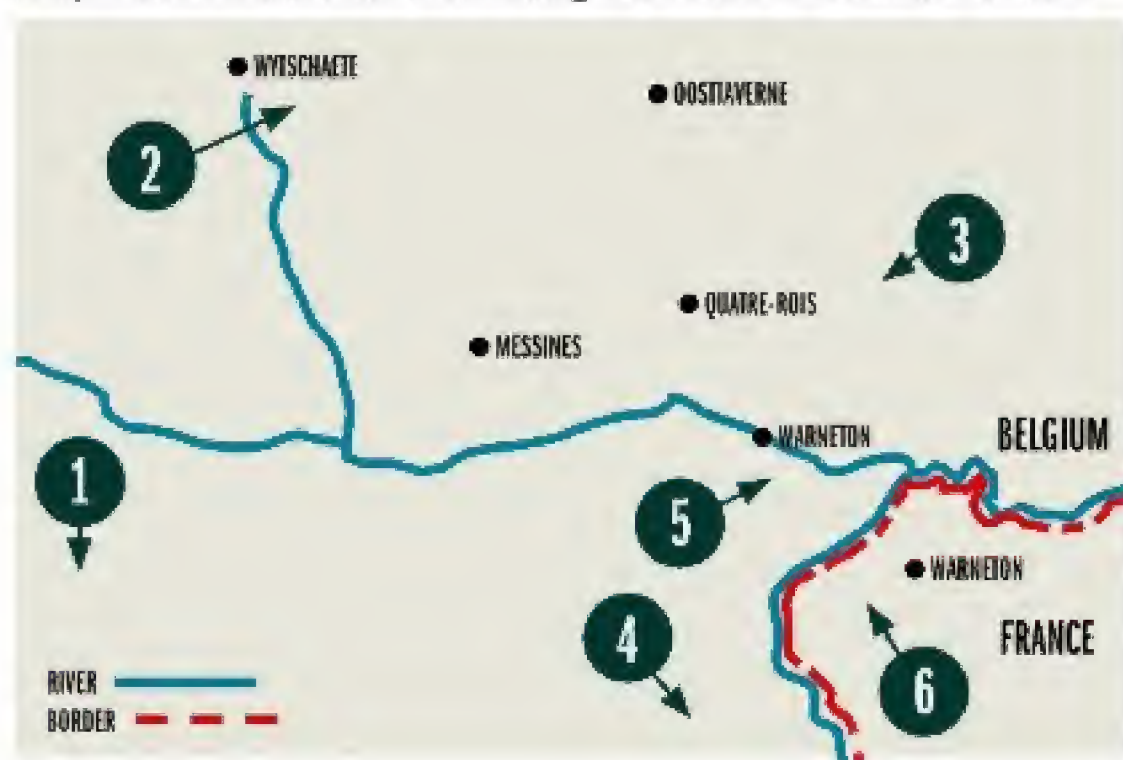 WYTSCHAETE
OOSTTAVERNE
2
3
QUATRE-ROIS
MESSINES
WARNETON
BELGIUM
1
5
WARNETON
4
FRANCE
6
RIVER
BORDER